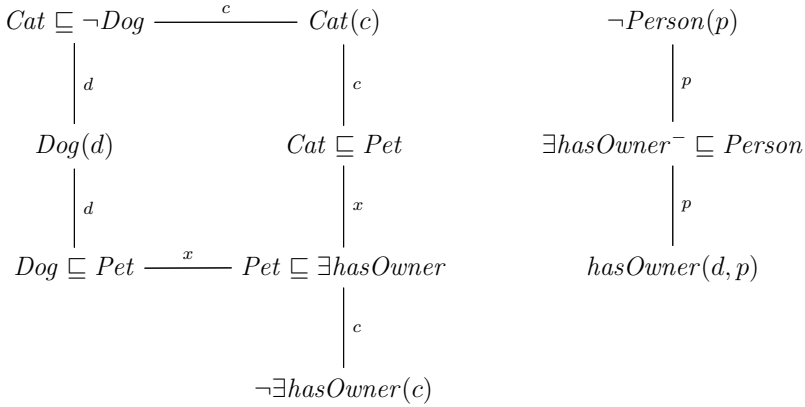 Cat ⊑ ¬Dog c Cat(c) ¬Person(p)
d c p
Dog(d) Cat ⊑ Pet ∃hasOwner⁻ ⊑ Person
d x p
Dog ⊑ Pet x Pet ⊑ ∃hasOwner hasOwner(d, p)
c
¬∃hasOwner(c)